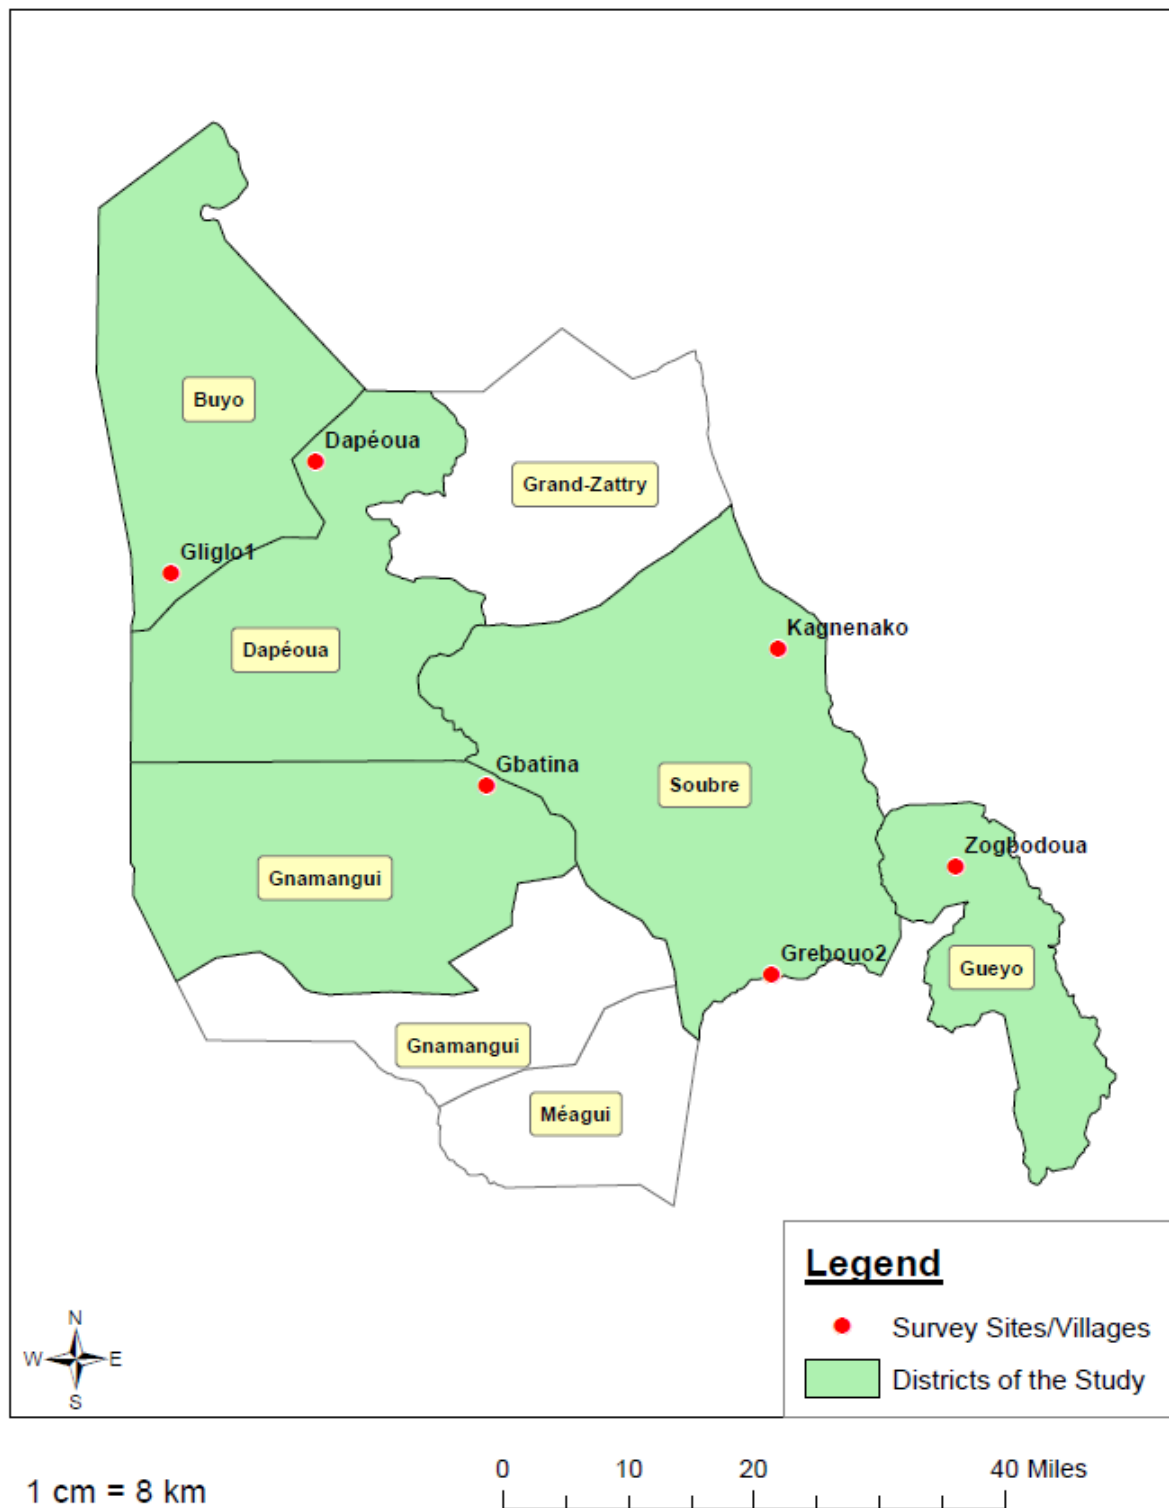 Buyo
Dapéoua
Grand-Zattry
Gliglo1
Kagnenako
Dapéoua
Gbatina
Soubre
Zogbodoua
Gnamangui
Grebouo2
Gueyo
Gnamangui
Méagui
Legend
Survey Sites/Villages
Districts of the Study
N
W E
S
1 cm = 8 km
0 10 20 40 Miles